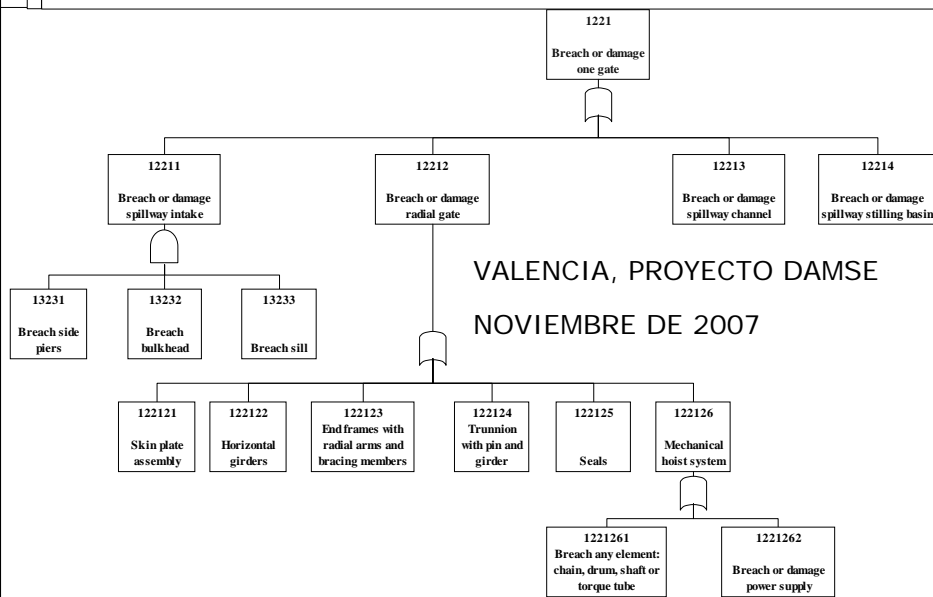 1221
Breach or damage
one gate
12211
Breach or damage
spillway intake
12212
Breach or damage
radial gate
12213
Breach or damage
spillway channel
12214
Breach or damage
spillway stilling basin
VALENCIA, PROYECTO DAMSE
NOVIEMBRE DE 2007
13231
Breach side
piers
13232
Breach
bulkhead
13233
Breach sill
122121
Skin plate
assembly
122122
Horizontal
girders
122123
End frames with
radial arms and
bracing members
122124
Trunnion
with pin and
girder
122125
Seals
122126
Mechanical
hoist system
1221261
Breach any element:
chain, drum, shaft or
torque tube
1221262
Breach or damage
power supply